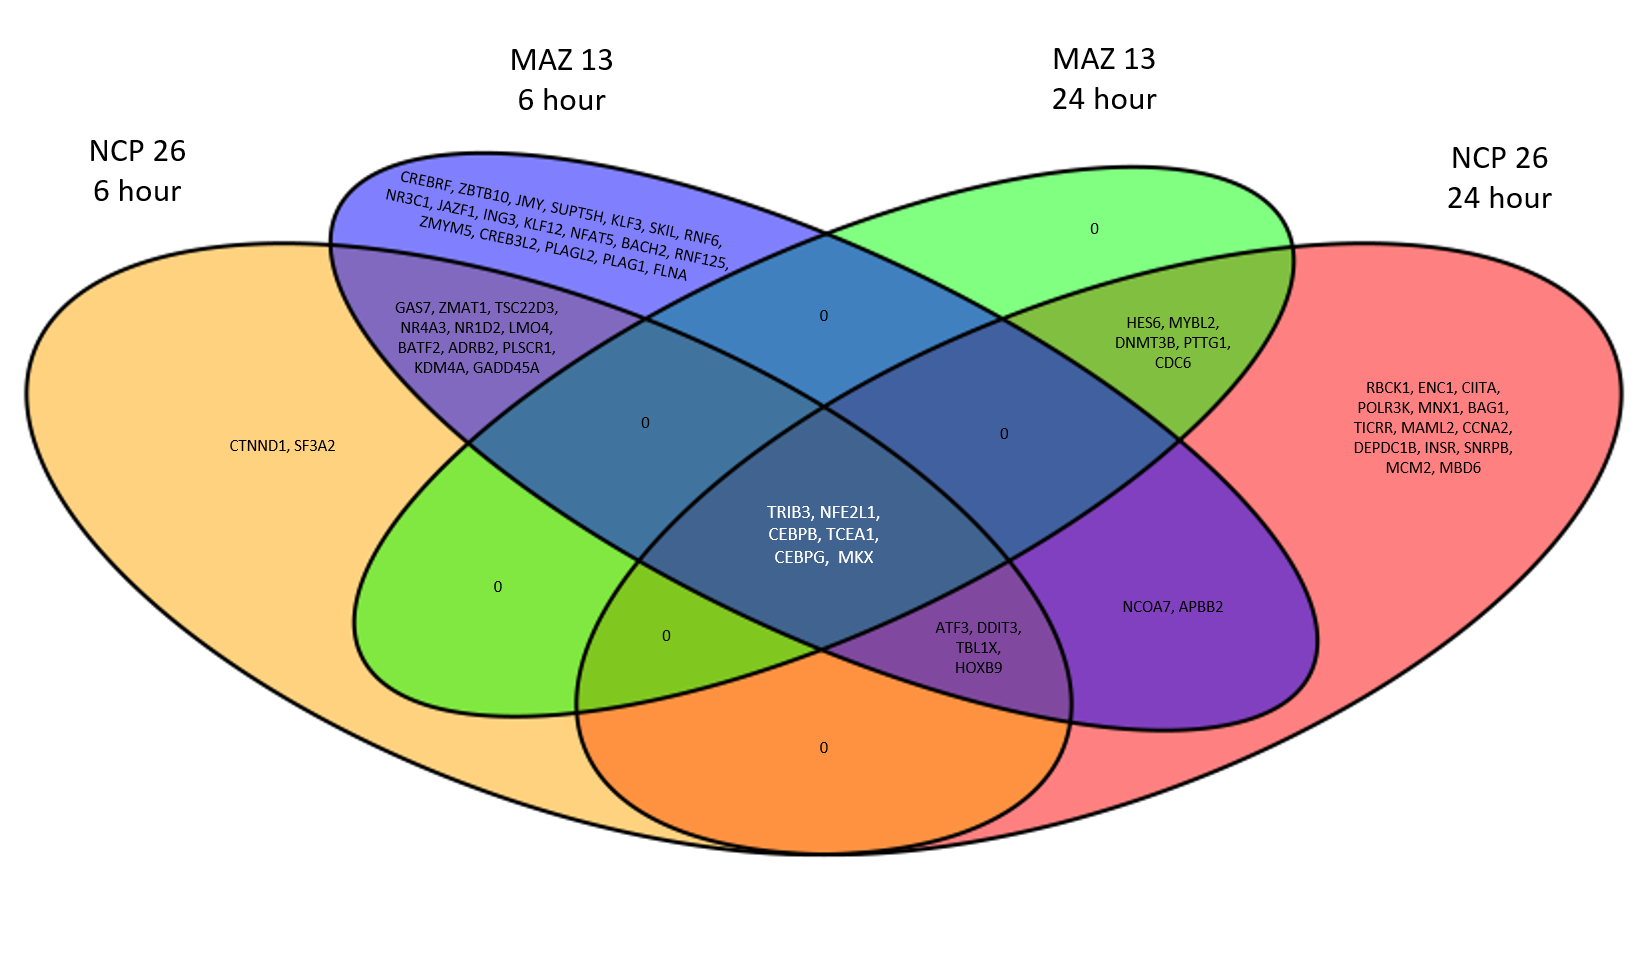 MAZ 13
6 hour
MAZ 13
24 hour
NCP 26
6 hour
NCP 26
24 hour
CREBRF, ZBTB10, JMY, SUPT5H, KLF3, SKIL, RNF6,
NR3C1, JAZF1, ING3, KLF12, NFAT5, BACH2, RNF125,
ZMYM5, CREB3L2, PLAGL2, PLAG1, FLNA
0
GAS7, ZMAT1, TSC22D3,
NR4A3, NR1D2, LMO4,
BATF2, ADRB2, PLSCR1,
KDM4A, GADD45A
0
HES6, MYBL2,
DNMT3B, PTTG1,
CDC6
RBCK1, ENC1, CIITA,
POLR3K, MNX1, BAG1,
TICRR, MAML2, CCNA2,
DEPDC1B, INSR, SNRPB,
MCM2, MBD6
CTNND1, SF3A2
0
0
TRIB3, NFE2L1,
CEBPB, TCEA1,
CEBPG, MKX
0
0
ATF3, DDIT3,
TBL1X,
HOXB9
NCOA7, APBB2
0